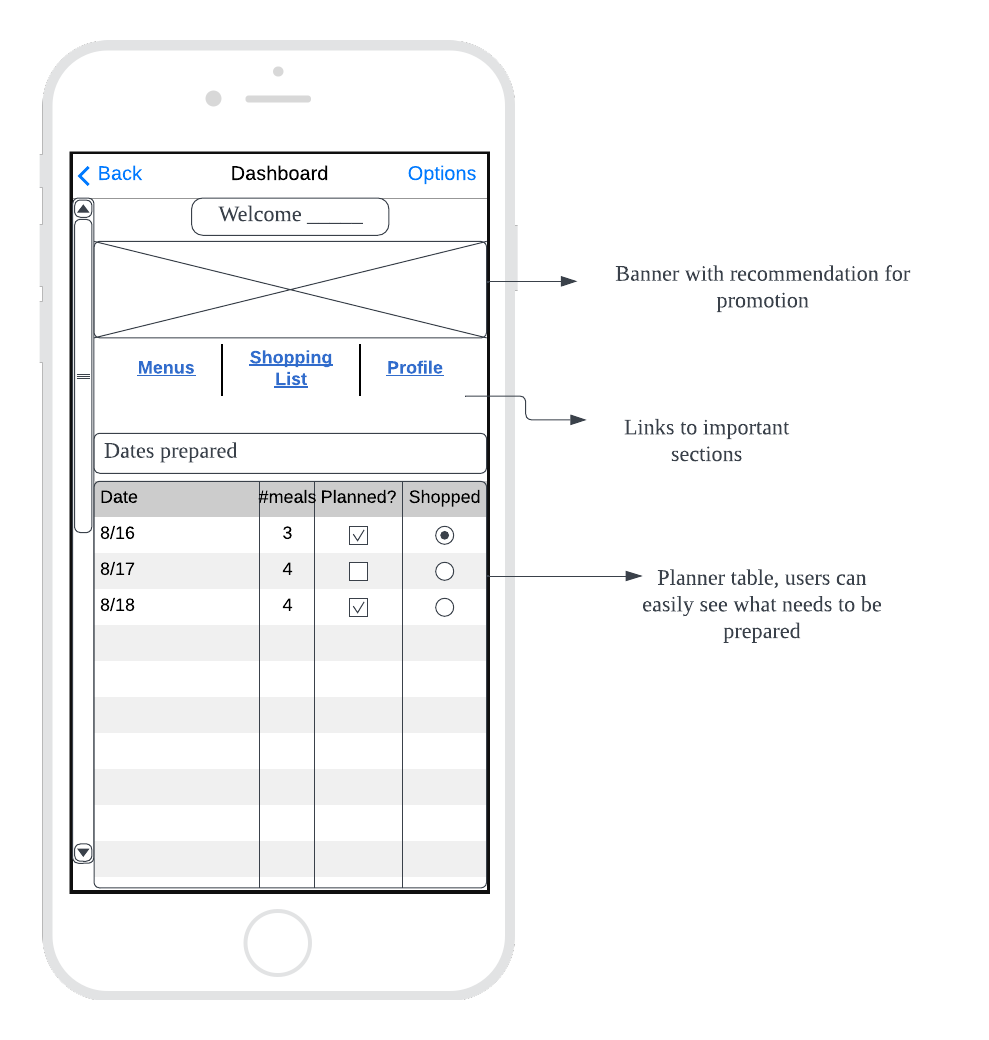 Back Dashboard Options
Welcome _____
Banner with recommendation for
promotion
Menus
Shopping
List
Profile
Links to important
sections
Dates prepared
Date #meals Planned? Shopped
8/16 3
8/17 4
8/18 4
Planner table, users can
easily see what needs to be
prepared